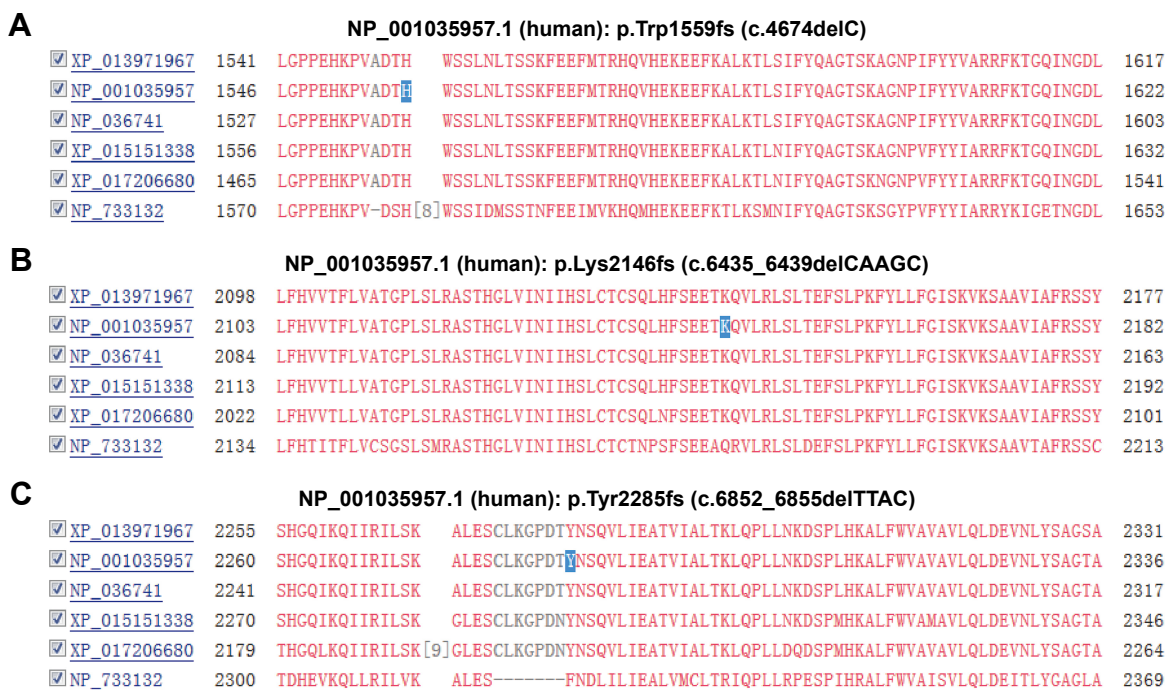 A
NP_001035957.1 (human): p.Trp1559fs (c.4674delC)
XP_013971967 1541 LGPPEHKPVADTH WSSLNLTSSKFEEFMTRHQVHEKEEFKALKTLSIFYQAGTSKAGNPIFYYVARRFKTGQINGDL 1617
NP_001035957 1546 LGPPEHKPVADTH WSSLNLTSSKFEEFMTRHQVHEKEEFKALKTLSIFYQAGTSKAGNPIFYYVARRFKTGQINGDL 1622
NP_036741 1527 LGPPEHKPVADTH WSSLNLTSSKFEEFMTRHQVHEKEEFKALKTLSIFYQAGTSKAGNPIFYYVARRFKTGQINGDL 1603
XP_015151338 1556 LGPPEHKPVADTH WSSLNLTSSKFEEFMTRHQVHEKEEFKALKTLNIFYQAGTSKAGNPVFYYIARRFKTGQINGDL 1632
XP_017206680 1465 LGPPEHKPVADTH WSSLNLTSSKFEEFMTRHQVHEKEEFKALKTLNIFYQAGTSKNGNPVFYYIARRFKTGQINGDL 1541
NP_733132 1570 LGPPEHKPV-DSH[8]WSSIDMSSTNFEEIMVKHQMHEKEEFKTLKSMNIFYQAGTSKSGYPVFYYIARRYKIGETNGDL 1653
B
NP_001035957.1 (human): p.Lys2146fs (c.6435_6439delCAAGC)
XP_013971967 2098 LFHVVTFLVATGPLSLRASTHGLVINIIHSLCTCSQLHFSEETKQVLRLSLTEFSLPKFYLLFGISKVKSAAVIAFRSSY 2177
NP_001035957 2103 LFHVVTFLVATGPLSLRASTHGLVINIIHSLCTCSQLHFSEETKQVLRLSLTEFSLPKFYLLFGISKVKSAAVIAFRSSY 2182
NP_036741 2084 LFHVVTFLVATGPLSLRASTHGLVINIIHSLCTCSQLHFSEETKQVLRLSLTEFSLPKFYLLFGISKVKSAAVIAFRSSY 2163
XP_015151338 2113 LFHVVTLLVATGPLSLRASTHGLVINIIHSLCTCSQLHFSEETKQVLRLSLTEFSLPKFYLLFGISKVKSAAVIAFRSSY 2192
XP_017206680 2022 LFHVVTLLVATGPLSLRASTHGLVINIIHSLCTCSQLNFSEETKQVLRLSLTEFSLPKFYLLFGISKVKSAAVIAFRSSY 2101
NP_733132 2134 LFHTITFLVCSGSLSMRASTHGLVINIIHSLCTCTNPSFSEEAQRVLRLSLDEFSLPKFYLLFGISKVKSAAVTAFRSSC 2213
C
NP_001035957.1 (human): p.Tyr2285fs (c.6852_6855delTTAC)
XP_013971967 2255 SHGQIKQIIRILSK ALESCLKGPDTYNSQVLIEATVIALTKLQPLLNKDSPLHKALFWVAVAVLQLDEVNLYSAGSA 2331
NP_001035957 2260 SHGQIKQIIRILSK ALESCLKGPDTYNSQVLIEATVIALTKLQPLLNKDSPLHKALFWVAVAVLQLDEVNLYSAGTA 2336
NP_036741 2241 SHGQIKQIIRILSK ALESCLKGPDTYNSQVLIEATVIALTKLQPLLNKDSPLHKALFWVAVAVLQLDEVNLYSAGTA 2317
XP_015151338 2270 SHGQIKQIIRILSK GLESCLKGPDNYNSQVLIEATVIALTKLQPLLNKDSPMHKALFWVAMAVLQLDEVNLYSAGTA 2346
XP_017206680 2179 THGQLKQIIRILSK[9]GLESCLKGPDNYNSQVLIEATVIALTKLQPLLDQDSPMHKALFWVAVAVLQLDEVNLYSAGTA 2264
NP_733132 2300 TDHEVKQLLRILVK ALES-------FNDLILIEALVMCLTRIQPLLRPESPIHRALFWVAISVLQLDEITLYGAGLA 2369